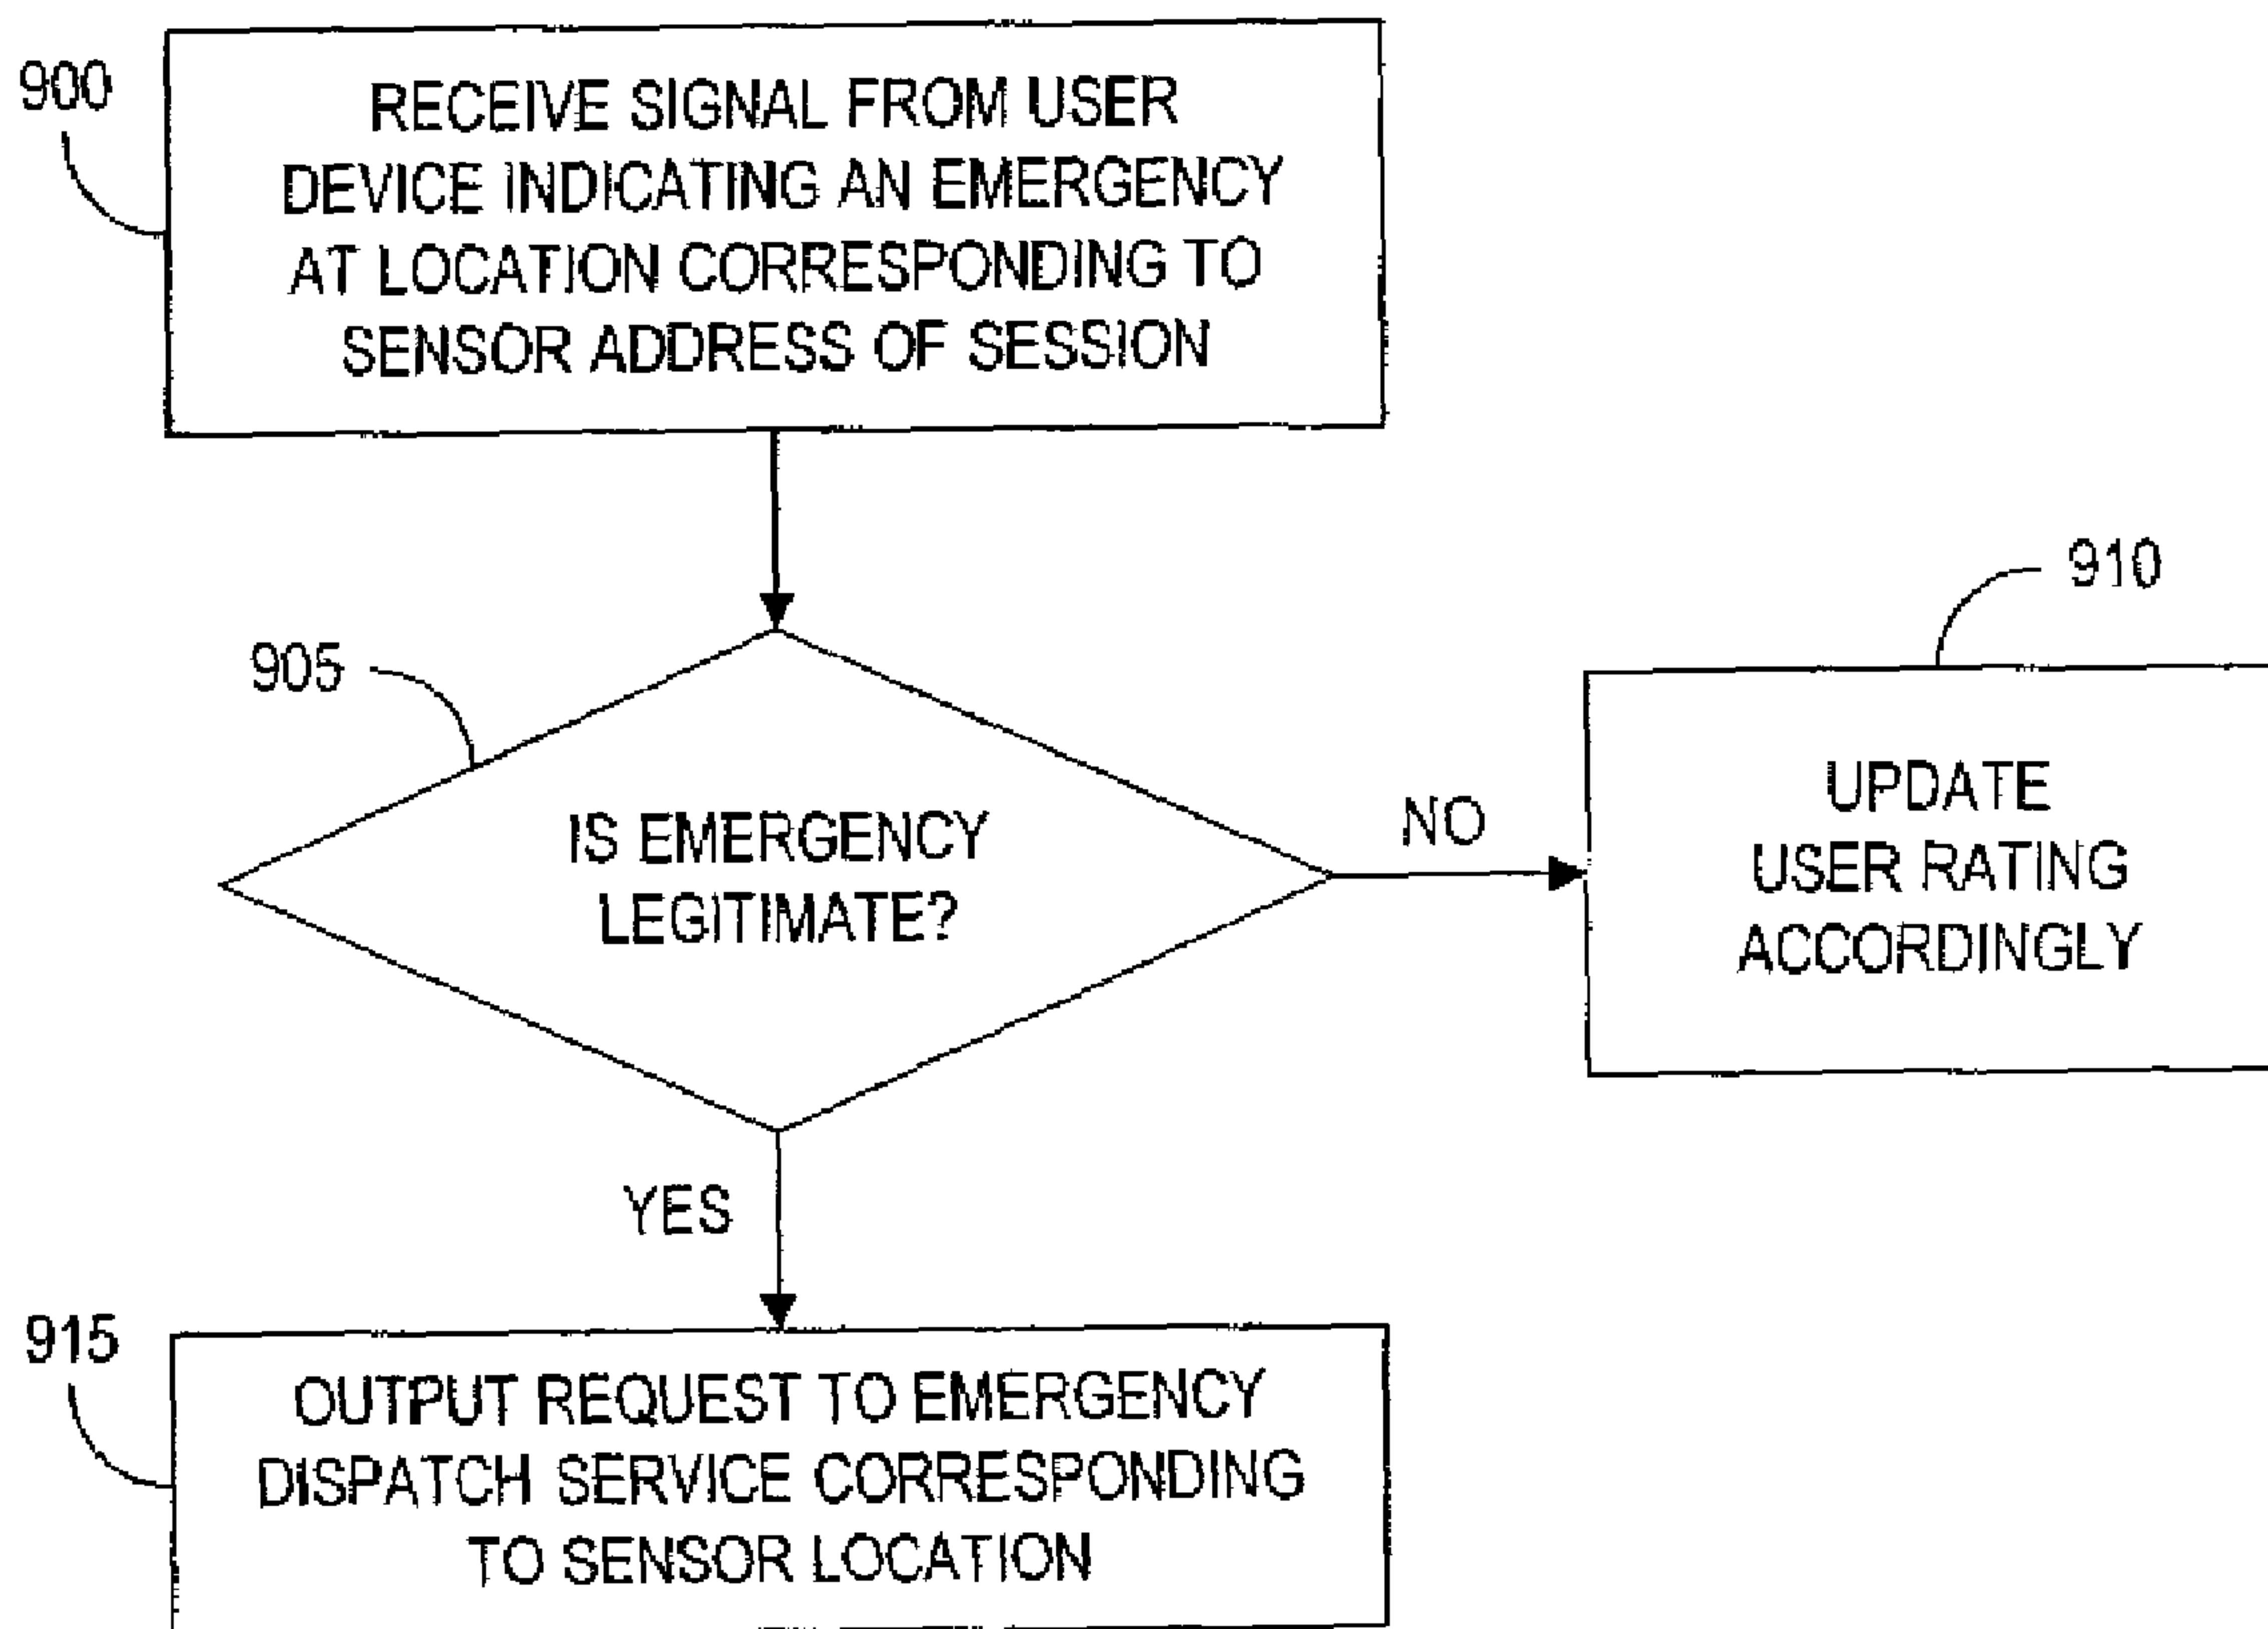 900
RECEIVE SIGNAL FROM USER
DEVICE INDICATING AN EMERGENCY
AT LOCATION CORRESPONDING TO
SENSOR ADDRESS OF SESSION
905
IS EMERGENCY
LEGITIMATE?
NO
910
UPDATE
USER RATING
ACCORDINGLY
YES
915
OUTPUT REQUEST TO EMERGENCY
DISPATCH SERVICE CORRESPONDING
TO SENSOR LOCATION